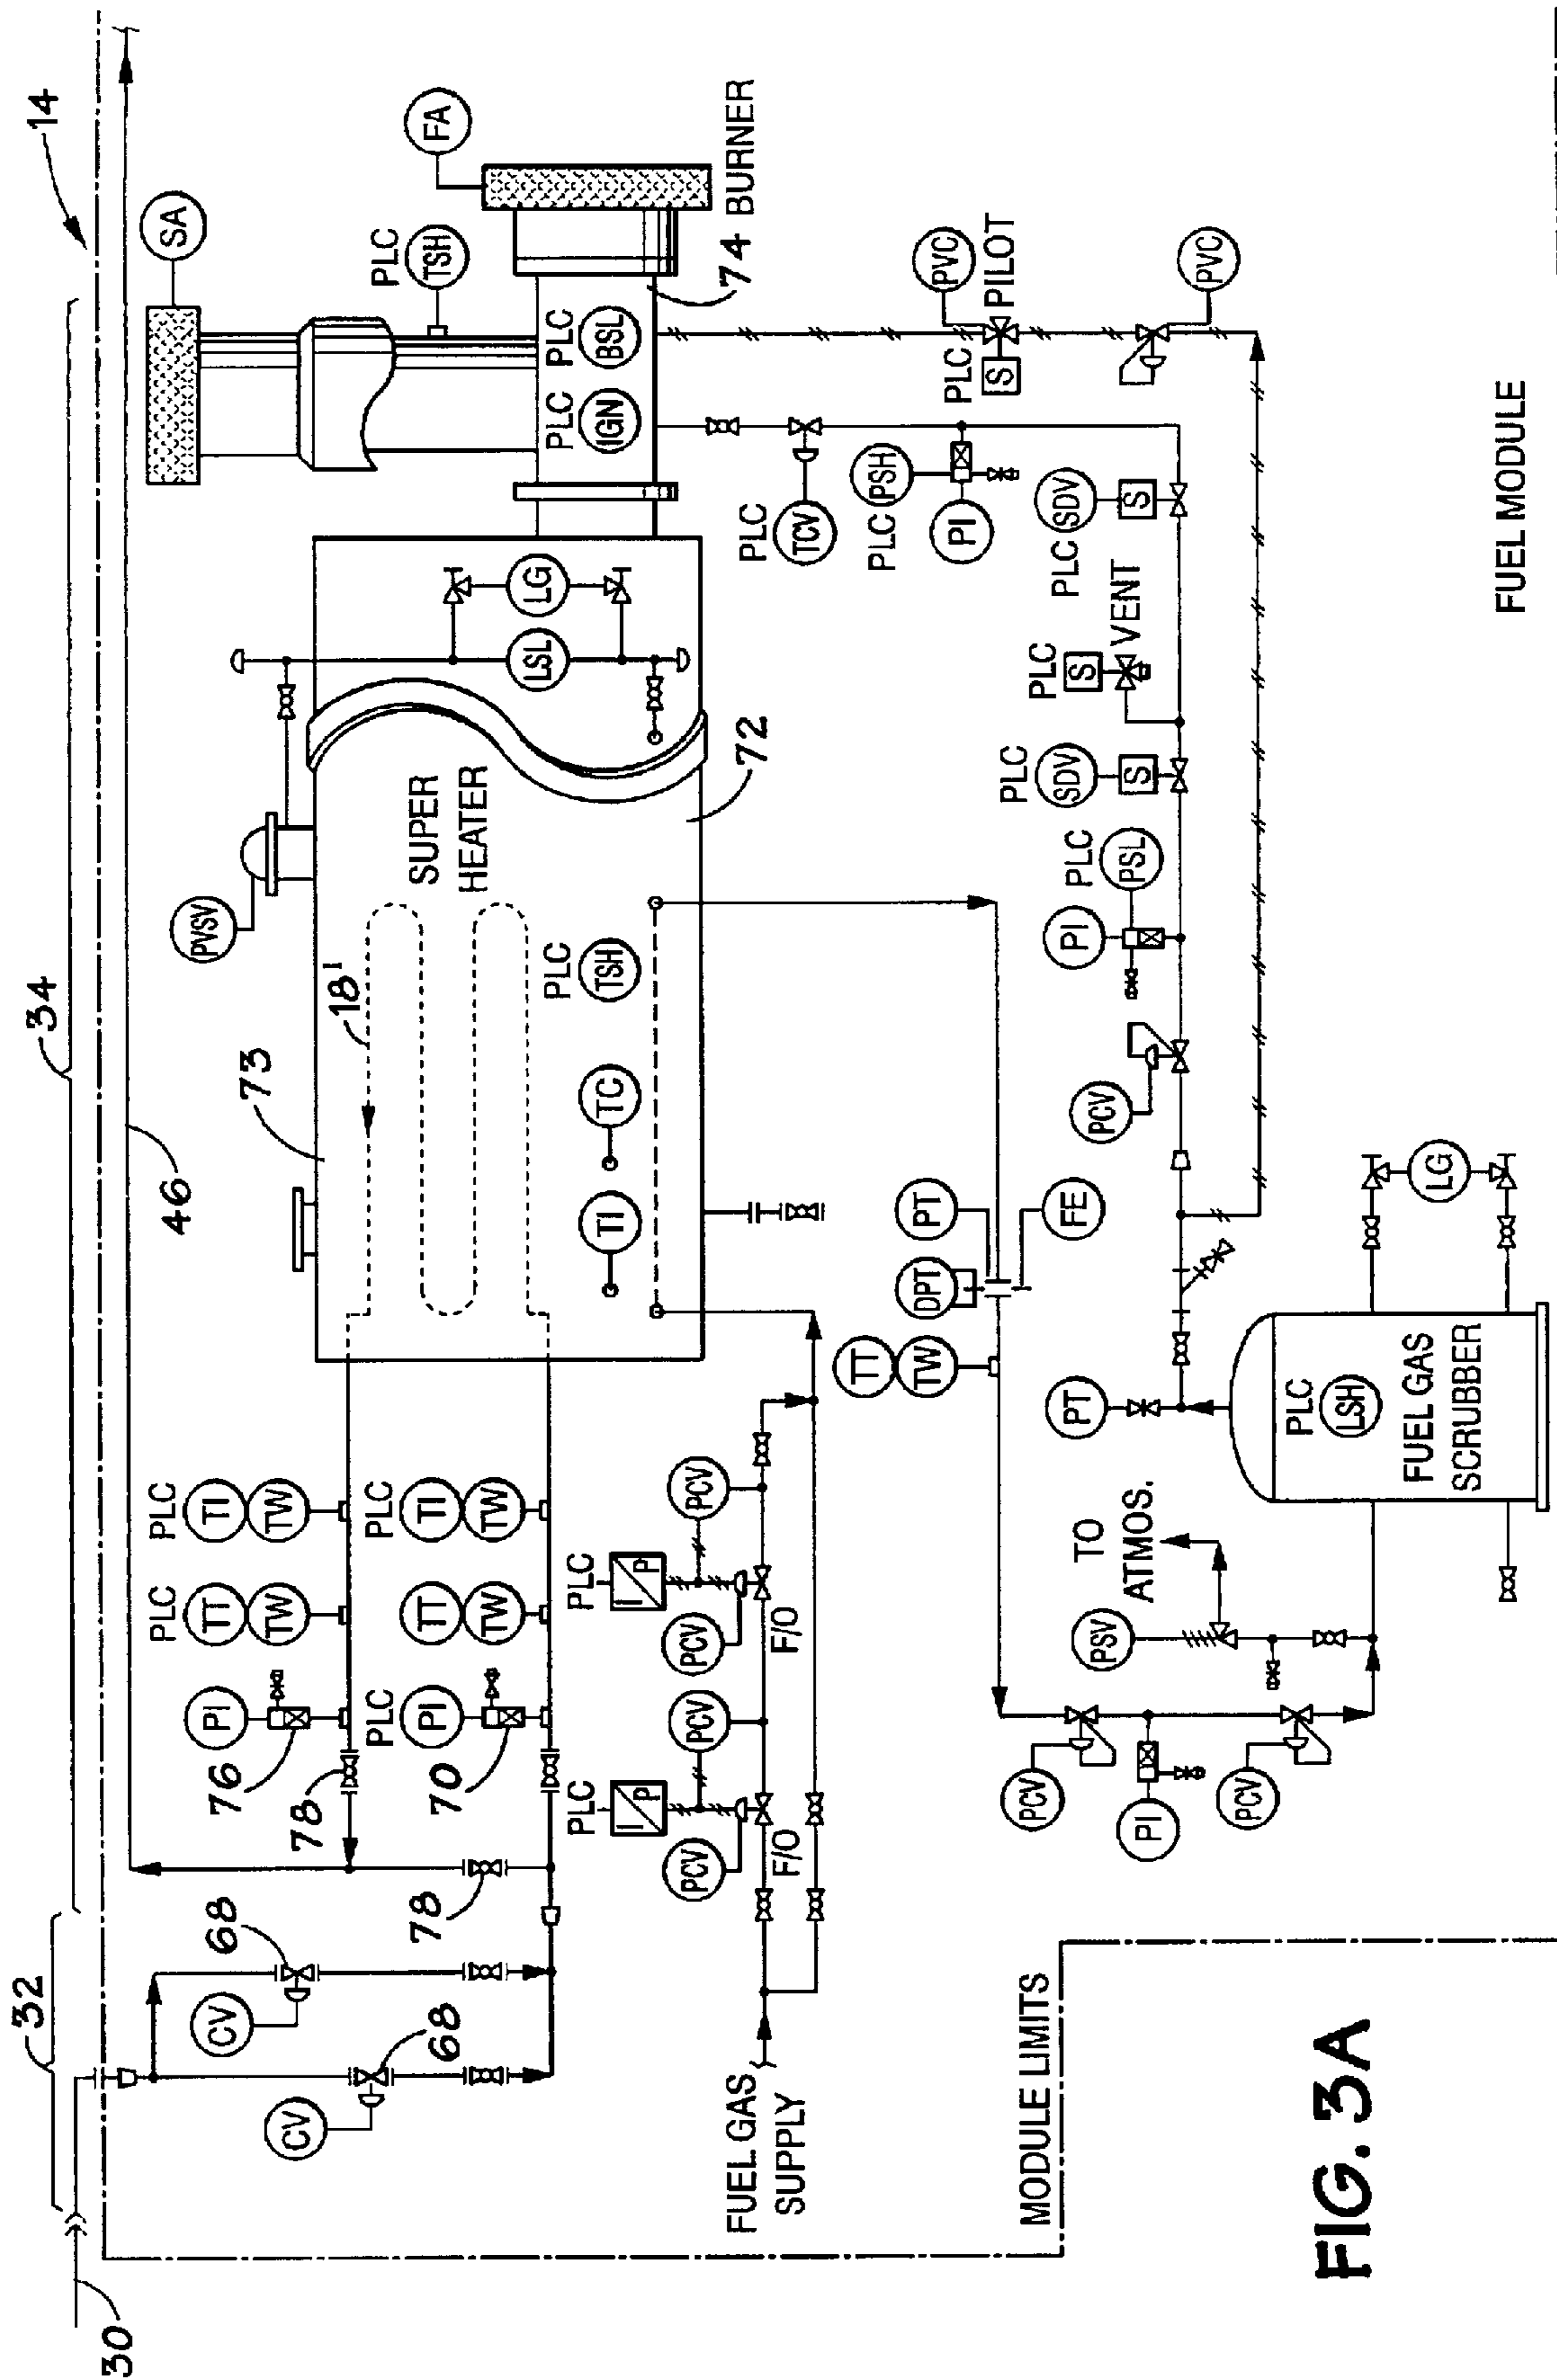 14
34
32
30
46
SA
FA
PLC
TSH
BURNER
74
PLC
BSL
PLC
IGN
PVC
PILOT
PLC
S
PVC
PLC
TCV
PLC
PSH
PI
PLC
SDV
S
PLC
S
VENT
PLC
SDV
S
PLC
PSL
PI
PCV
LG
LSL
PVSV
SUPER
HEATER
72
73
18'
PLC
TSH
TC
TI
PT
DPT
FE
TT
TW
PLC
TI
TW
PLC
TT
TW
PI
76
78
PLC
TI
TW
TT
TW
PLC
PI
70
78
68
CV
68
CV
PLC
I
P
PCV
PCV
F/O
PLC
I
P
PCV
PCV
F/O
FUEL GAS
SUPPLY
PT
PLC
LSH
FUEL GAS
SCRUBBER
LG
TO
ATMOS.
PSV
PCV
PI
PCV
MODULE LIMITS
FUEL MODULE
FIG. 3A